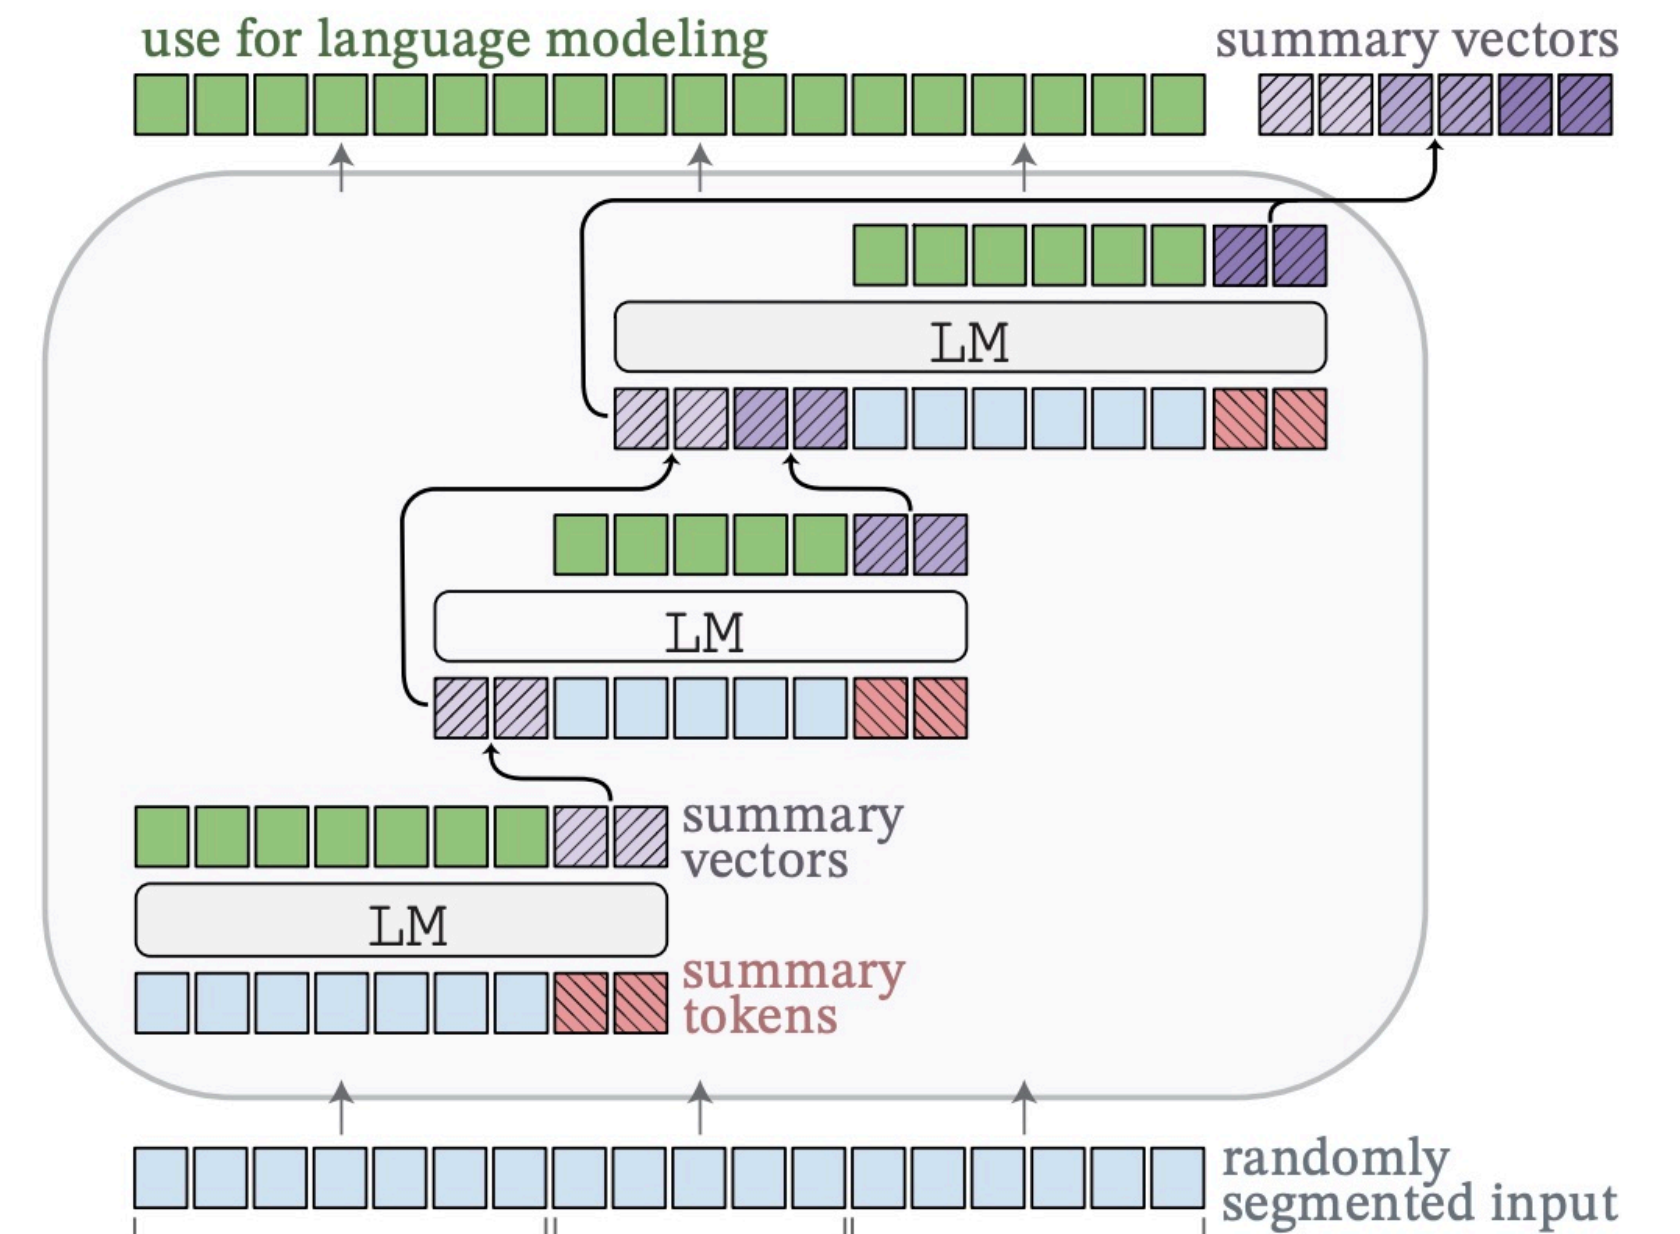 use for language modeling
summary vectors
LM
LM
summary
vectors
LM
summary
tokens
randomly
segmented input